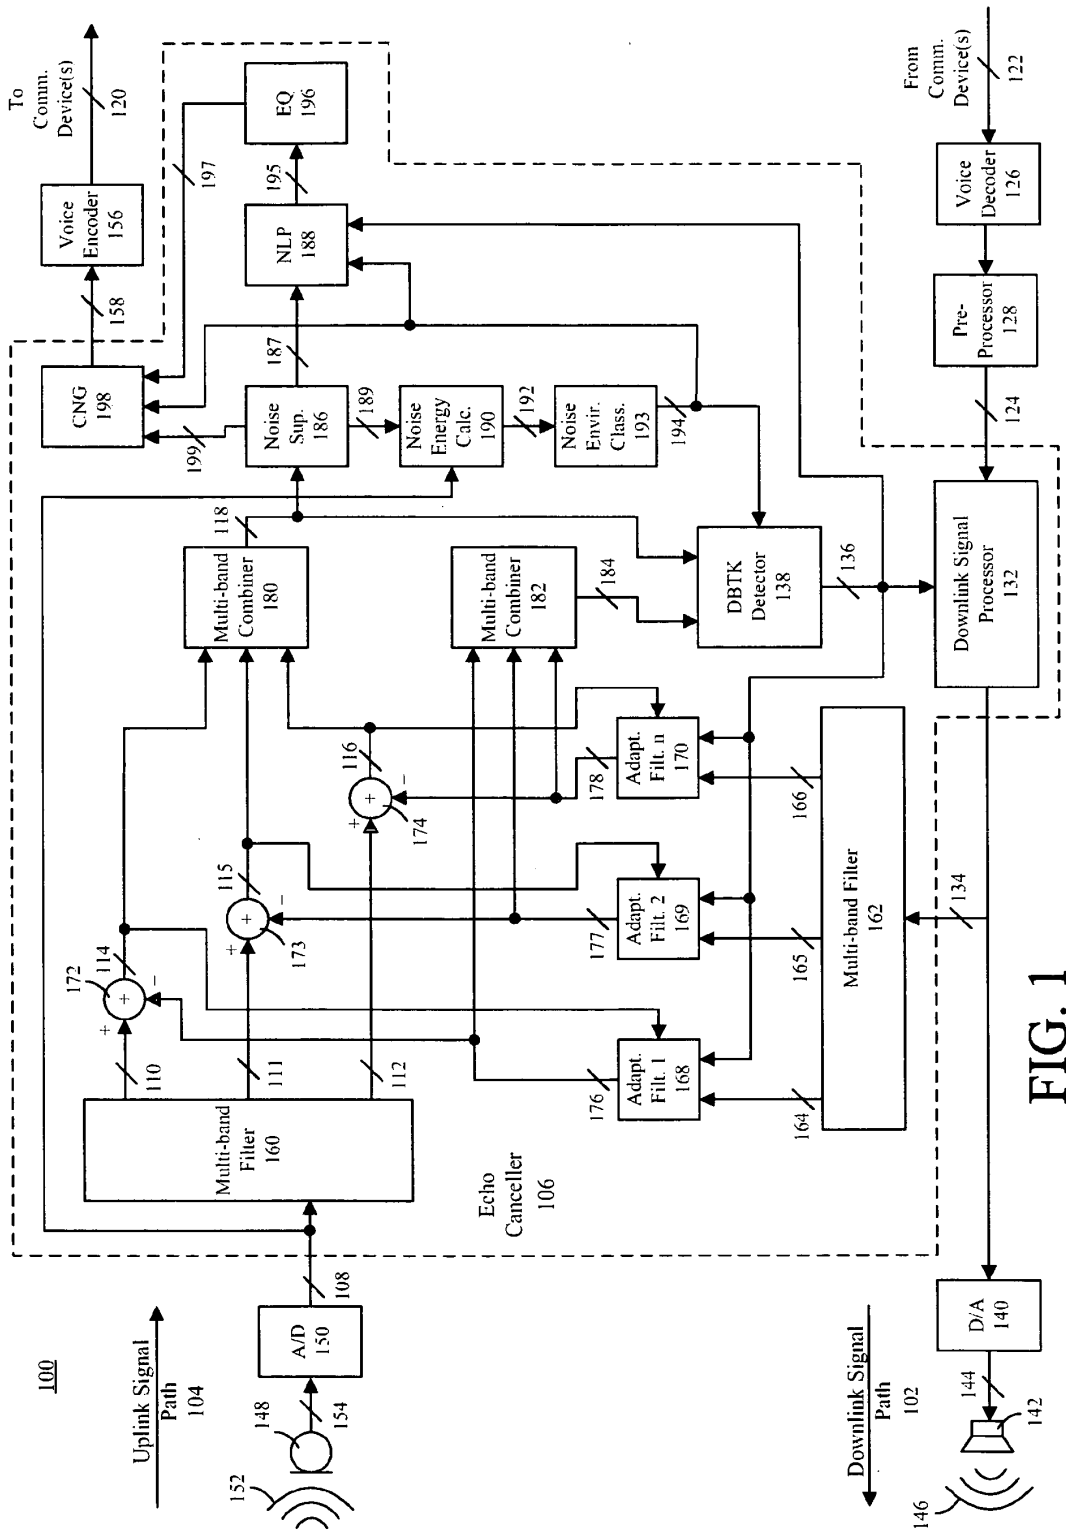 100
Uplink Signal
Path
104
152
148
154
A/D
150
108
Echo
Canceller
106
Multi-band
Filter
160
110
111
112
172
+
+
-
114
+
+
-
173
115
+
+
-
174
116
176
177
178
Adapt.
Filt. 1
168
Adapt.
Filt. 2
169
Adapt.
Filt. n
170
164
165
166
Multi-band Filter
162
Multi-band
Combiner
180
118
Multi-band
Combiner
182
184
DBTK
Detector
138
136
Noise
Sup.
186
187
189
199
Noise
Energy
Calc.
190
192
Noise
Envir.
Class.
193
194
NLP
188
195
EQ
196
197
CNG
198
158
Voice
Encoder
156
120
To
Comm.
Device(s)
From
Comm.
Device(s)
122
Voice
Decoder
126
Pre-
Processor
128
124
Downlink Signal
Processor
132
134
D/A
140
144
142
146
Downlink Signal
Path
102
FIG. 1